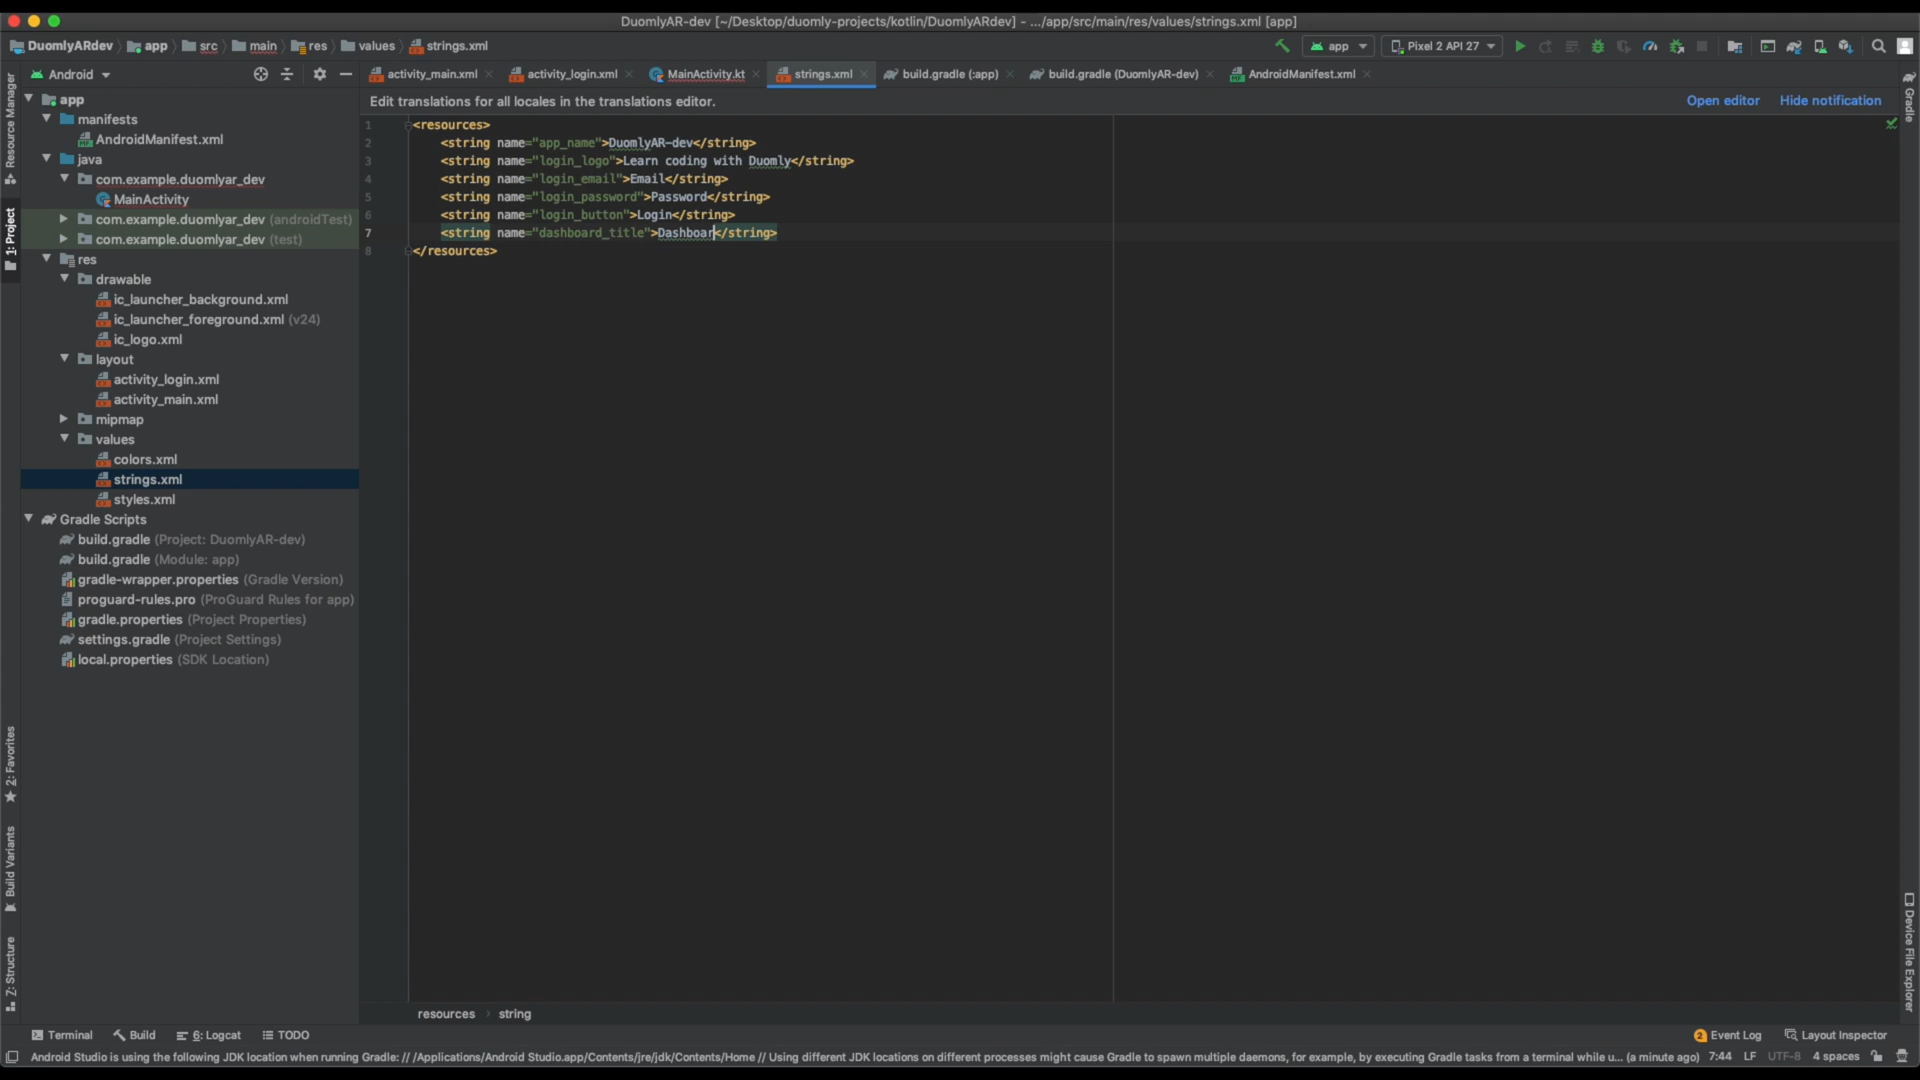 DuomlyAR-dev [~/Desktop/duomly-projects/kotlin/DuomlyARdev] - .../app/src/main/res/values/strings.xml [app]
DuomlyARdev app src main res values strings.xml
app Pixel 2 API 27
Android
activity_main.xml activity_login.xml MainActivity.kt strings.xml build.gradle (:app) build.gradle (DuomlyAR-dev) AndroidManifest.xml
Edit translations for all locales in the translations editor. Open editor Hide notification
Resource Manager
1: Project
2: Favorites
Build Variants
7: Structure
app
manifests
AndroidManifest.xml
java
com.example.duomlyar_dev
MainActivity
com.example.duomlyar_dev (androidTest)
com.example.duomlyar_dev (test)
res
drawable
ic_launcher_background.xml
ic_launcher_foreground.xml (v24)
ic_logo.xml
layout
activity_login.xml
activity_main.xml
mipmap
values
colors.xml
strings.xml
styles.xml
Gradle Scripts
build.gradle (Project: DuomlyAR-dev)
build.gradle (Module: app)
gradle-wrapper.properties (Gradle Version)
proguard-rules.pro (ProGuard Rules for app)
gradle.properties (Project Properties)
settings.gradle (Project Settings)
local.properties (SDK Location)
1 <resources>
2 <string name="app_name">DuomlyAR-dev</string>
3 <string name="login_logo">Learn coding with Duomly</string>
4 <string name="login_email">Email</string>
5 <string name="login_password">Password</string>
6 <string name="login_button">Login</string>
7 <string name="dashboard_title">Dashboar</string>
8 </resources>
Gradle
Device File Explorer
resources string
Terminal Build 6: Logcat TODO 2 Event Log Layout Inspector
Android Studio is using the following JDK location when running Gradle: // /Applications/Android Studio.app/Contents/jre/jdk/Contents/Home // Using different JDK locations on different processes might cause Gradle to spawn multiple daemons, for example, by executing Gradle tasks from a terminal while u... (a minute ago) 7:44 LF UTF-8 4 spaces